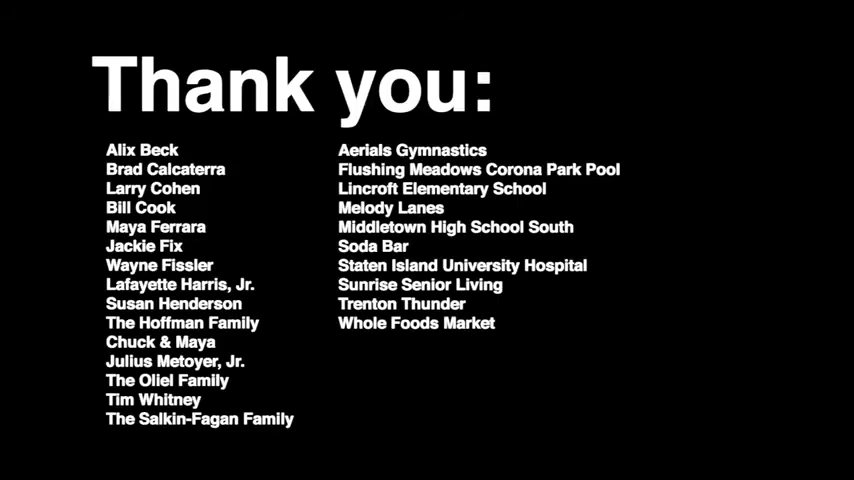 Thank you:
Alix Beck
Brad Calcaterra
Larry Cohen
Bill Cook
Maya Ferrara
Jackie Fix
Wayne Fissler
Lafayette Harris, Jr.
Susan Henderson
The Hoffman Family
Chuck & Maya
Julius Metoyer, Jr.
The Oliel Family
Tim Whitney
The Salkin-Fagan Family
Aerials Gymnastics
Flushing Meadows Corona Park Pool
Lincroft Elementary School
Melody Lanes
Middletown High School South
Soda Bar
Staten Island University Hospital
Sunrise Senior Living
Trenton Thunder
Whole Foods Market